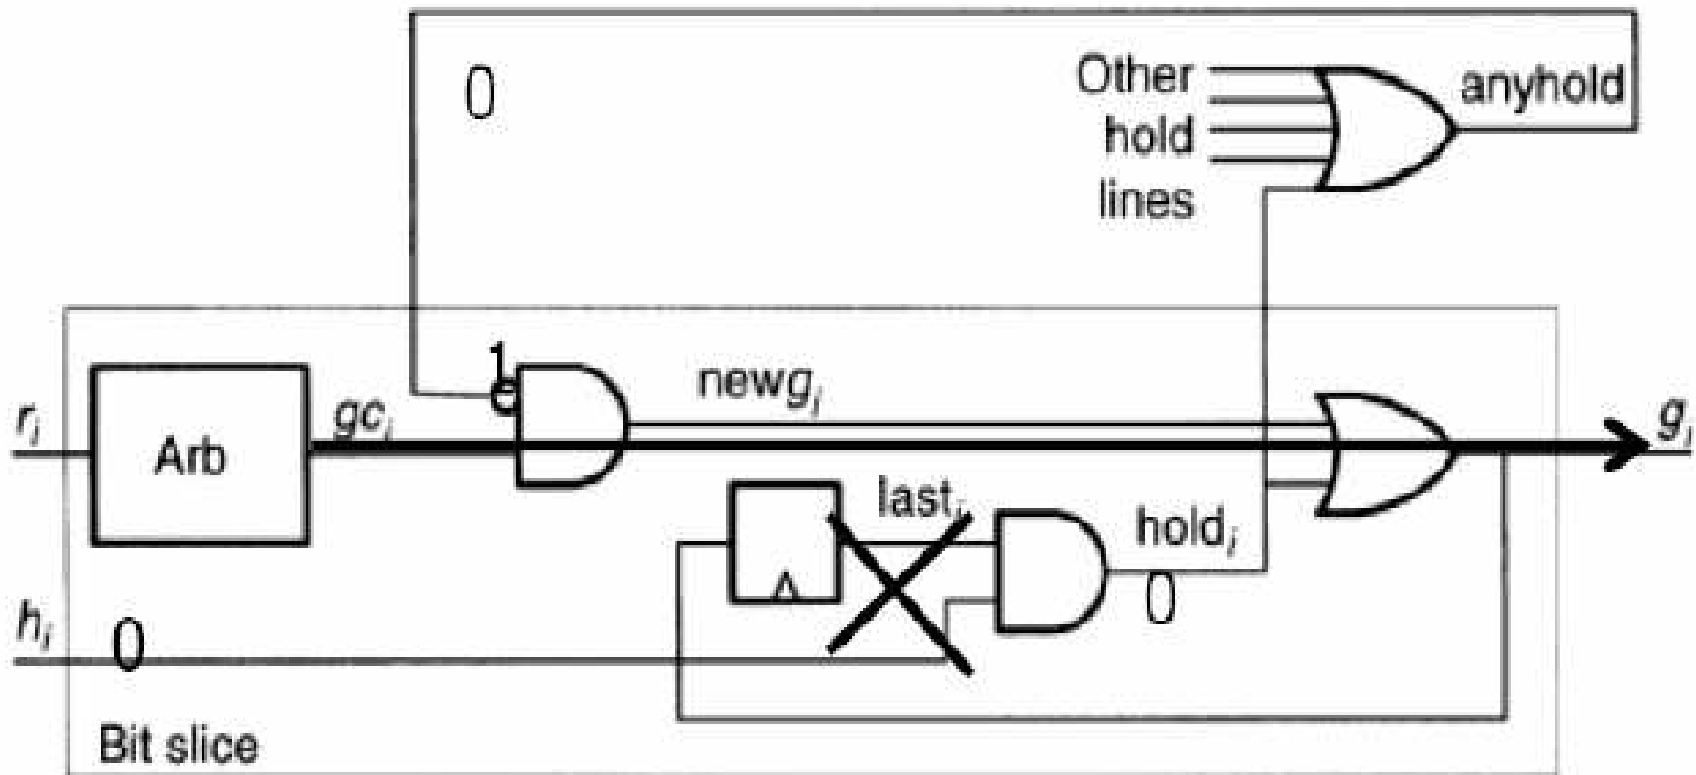 0
Other
hold
lines
anyhold
1
newg_i
r_i
gc_i
Arb
g_i
last_i
hold_i
0
h_i
0
Bit slice